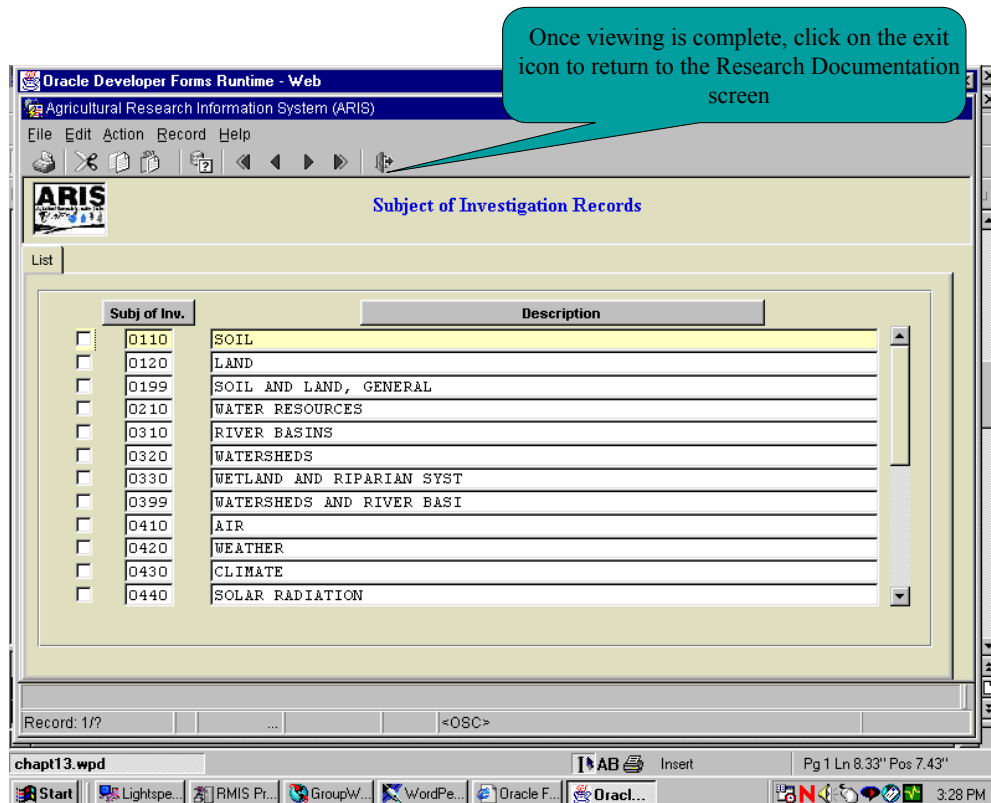 Once viewing is complete, click on the exit
icon to return to the Research Documentation
screen
Oracle Developer Forms Runtime - Web
Agricultural Research Information System (ARIS)
File Edit Action Record Help
ARIS
Subject of Investigation Records
List
Subj of Inv. Description
0110 SOIL
0120 LAND
0199 SOIL AND LAND, GENERAL
0210 WATER RESOURCES
0310 RIVER BASINS
0320 WATERSHEDS
0330 WETLAND AND RIPARIAN SYST
0399 WATERSHEDS AND RIVER BASI
0410 AIR
0420 WEATHER
0430 CLIMATE
0440 SOLAR RADIATION
Record: 1/? ... <OSC>
chapt13.wpd AB Insert Pg 1 Ln 8.33" Pos 7.43"
Start Lightspe... RMIS Pr... GroupW... WordPe... Oracle F... Oracl... 3:28 PM